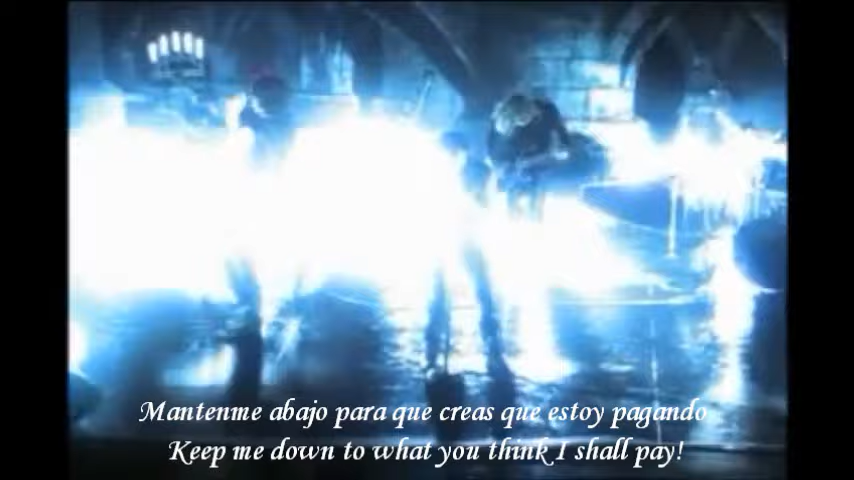 Mantenme abajo para que creas que estoy pagando
Keep me down to what you think I shall pay!